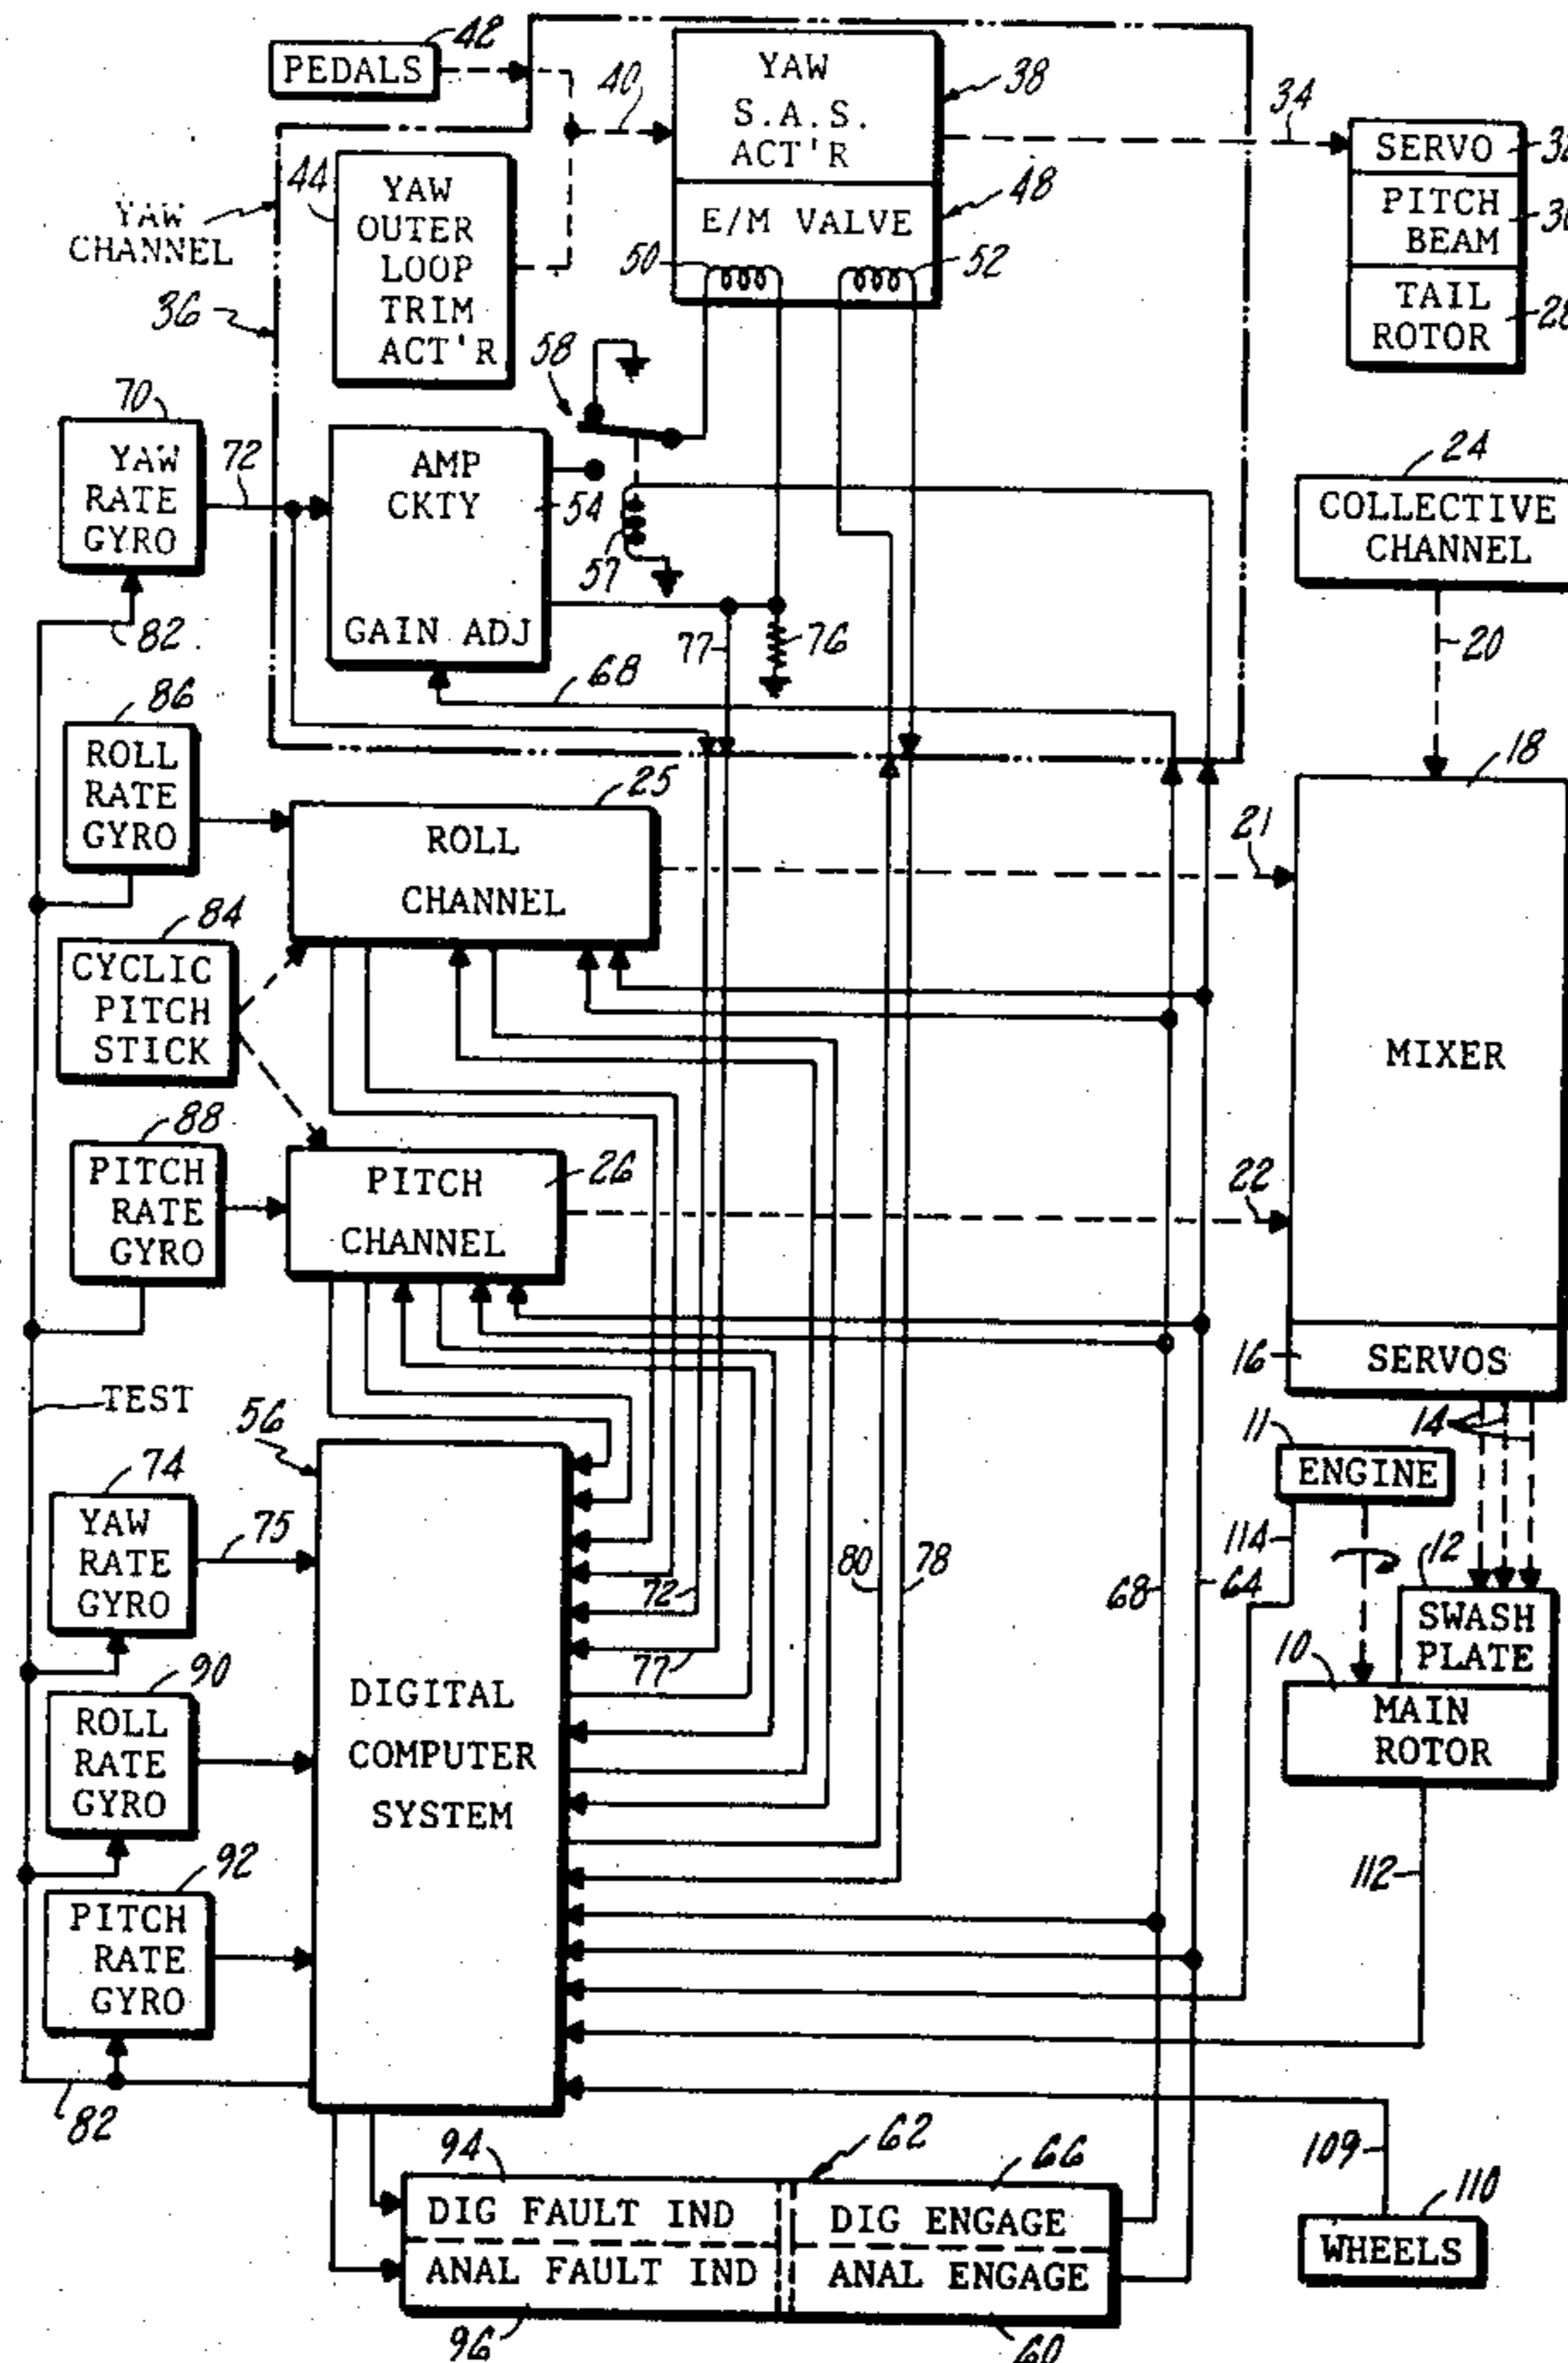 42
PEDALS
40
YAW
S.A.S.
ACT'R
38
34
SERVO
PITCH
BEAM
TAIL
ROTOR
44
YAW
OUTER
LOOP
TRIM
ACT'R
E/M VALVE
48
50
52
YAW
CHANNEL
36
58
70
YAW
RATE
GYRO
72
AMP
CKTY
54
GAIN ADJ
57
24
COLLECTIVE
CHANNEL
20
82
77
76
68
86
ROLL
RATE
GYRO
25
ROLL
CHANNEL
18
21
MIXER
84
CYCLIC
PITCH
STICK
88
PITCH
RATE
GYRO
PITCH
CHANNEL
26
22
16
SERVOS
TEST
56
14
11
ENGINE
114
12
SWASH
PLATE
10
MAIN
ROTOR
74
YAW
RATE
GYRO
75
72
77
80
78
68
64
90
ROLL
RATE
GYRO
DIGITAL
COMPUTER
SYSTEM
92
PITCH
RATE
GYRO
112
82
94
62
66
DIG FAULT IND
DIG ENGAGE
ANAL FAULT IND
ANAL ENGAGE
96
60
109
110
WHEELS